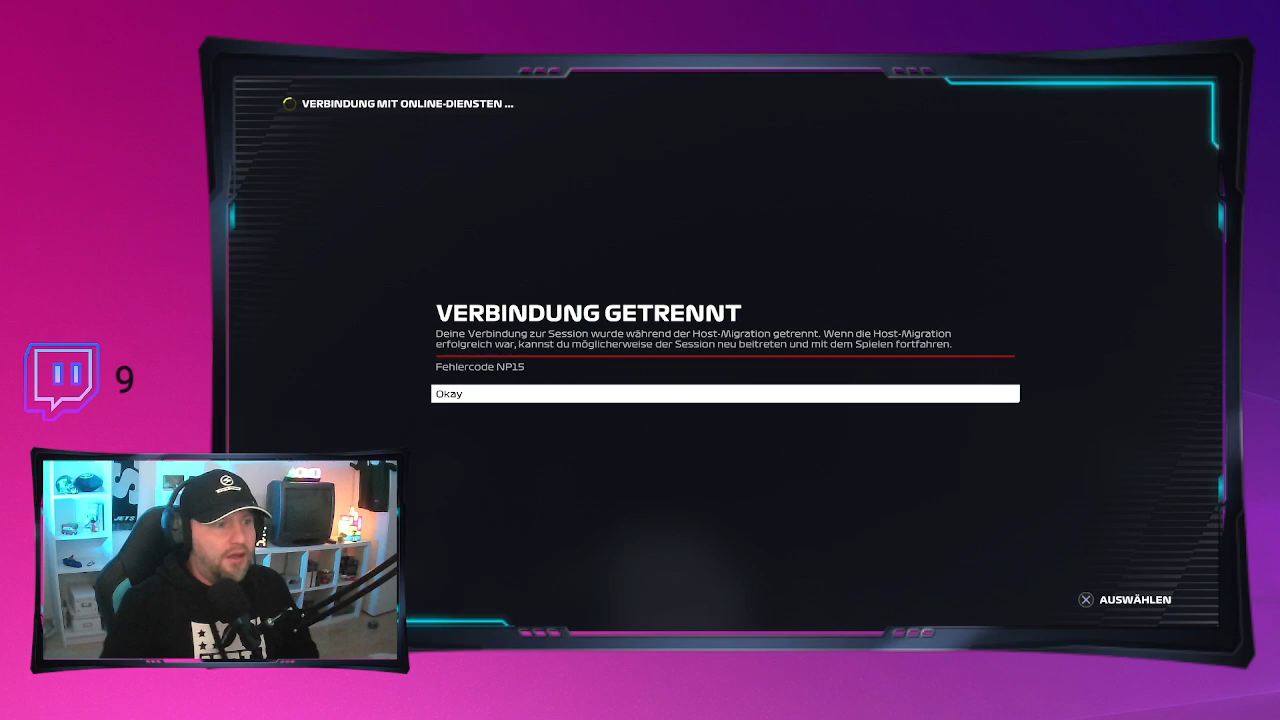 VERBINDUNG MIT ONLINE-DIENSTEN ...
VERBINDUNG GETRENNT
Deine Verbindung zur Session wurde während der Host-Migration getrennt. Wenn die Host-Migration
erfolgreich war, kannst du möglicherweise der Session neu beitreten und mit dem Spielen fortfahren.
Fehlercode NP15
Okay
9
JETS
AUSWÄHLEN